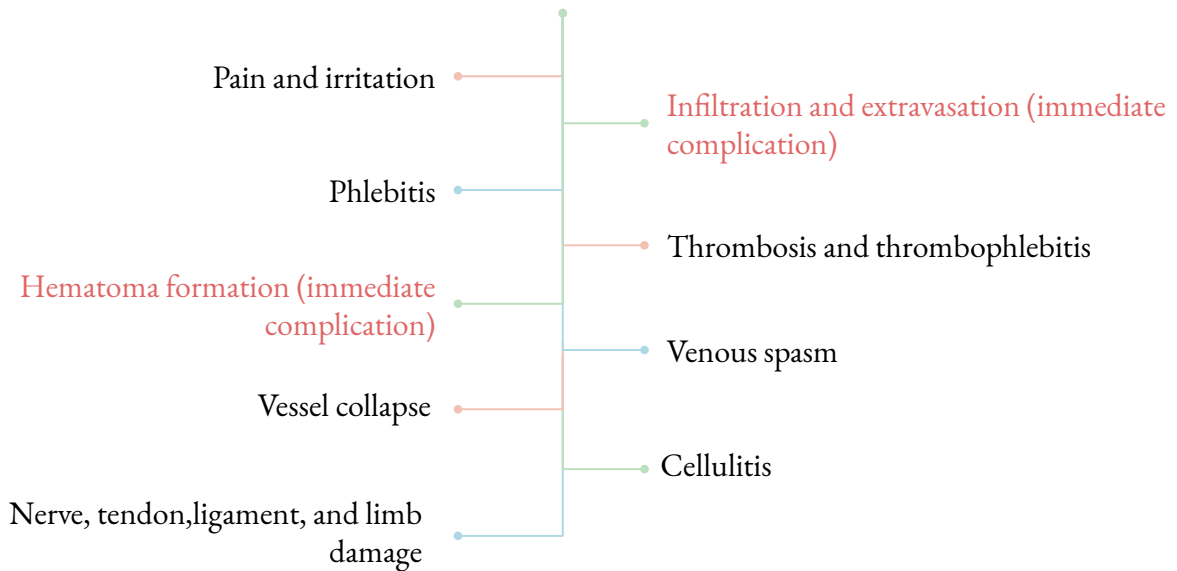 Pain and irritation
Infiltration and extravasation (immediate
complication)
Phlebitis
Thrombosis and thrombophlebitis
Hematoma formation (immediate
complication)
Venous spasm
Vessel collapse
Cellulitis
Nerve, tendon,ligament, and limb
damage